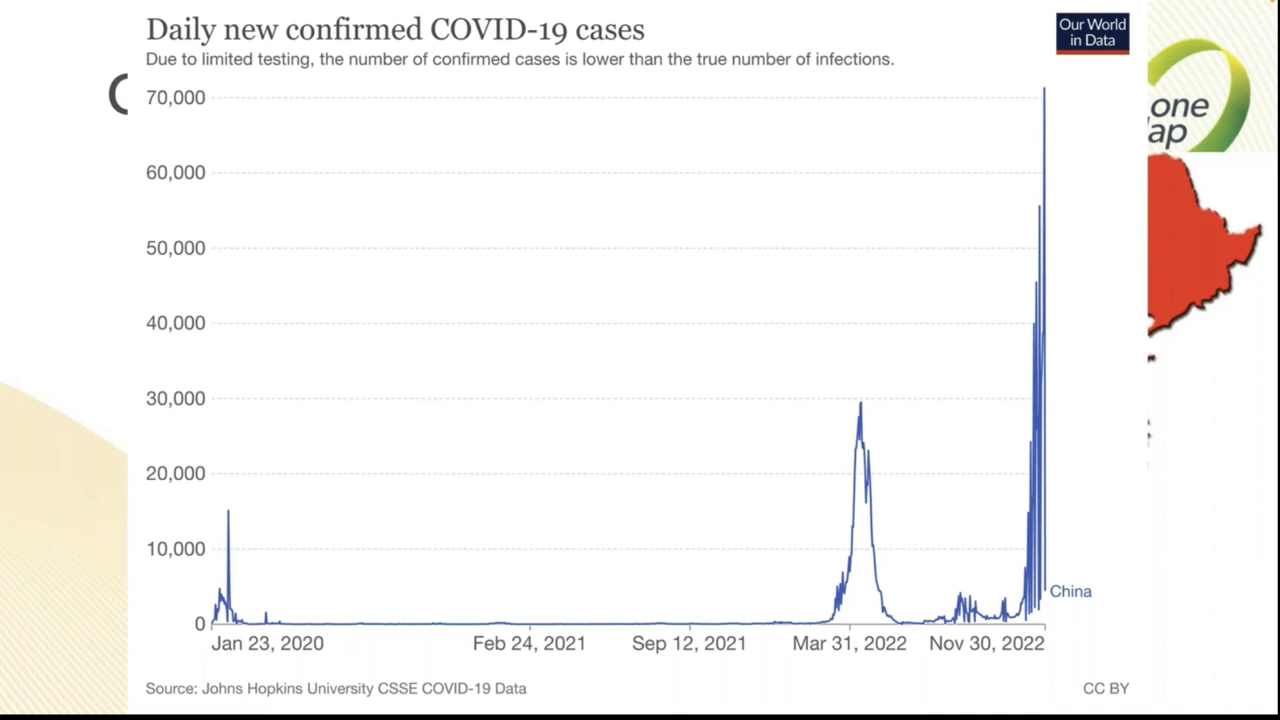 Daily new confirmed COVID-19 cases
Due to limited testing, the number of confirmed cases is lower than the true number of infections.
Our World
in Data
70,000
60,000
50,000
40,000
30,000
20,000
10,000
0
China
Jan 23, 2020
Feb 24, 2021
Sep 12, 2021
Mar 31, 2022
Nov 30, 2022
Source: Johns Hopkins University CSSE COVID-19 Data
CC BY
one
ap